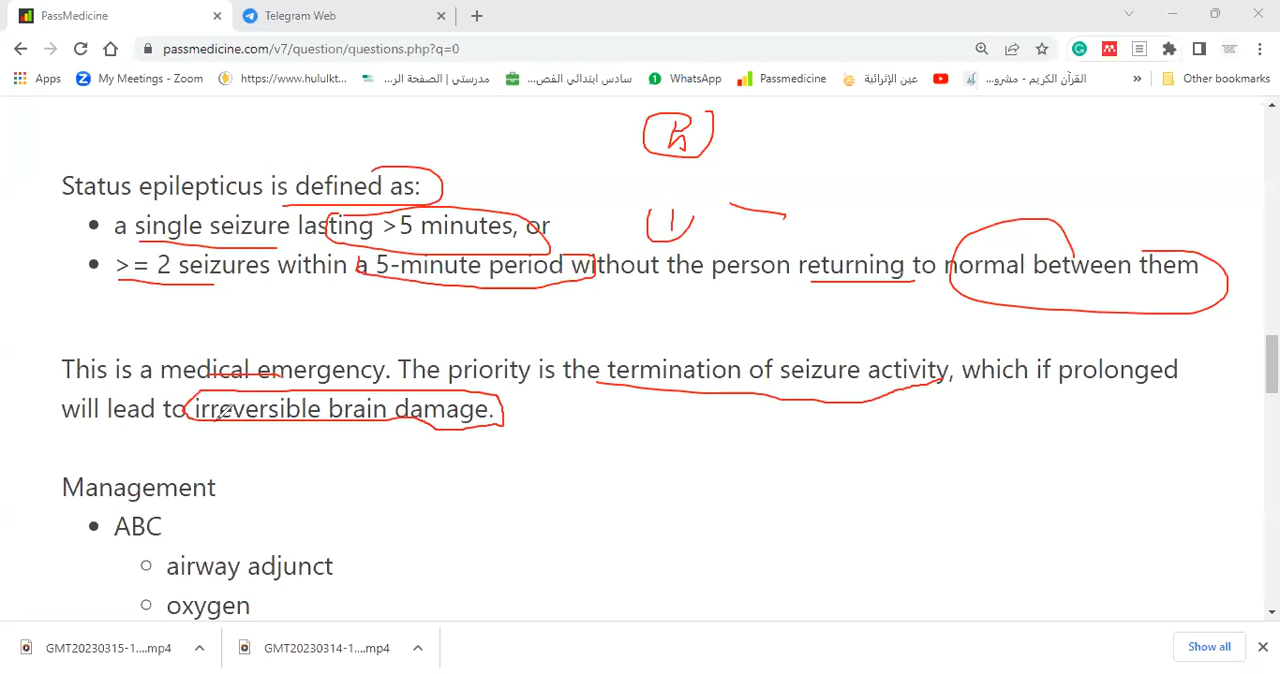 PassMedicine
Telegram Web
passmedicine.com/v7/question/questions.php?q=0
Apps
My Meetings - Zoom
https://www.hululkt...
مدرستي | الصفحة الر...
سادس ابتدائي الفص...
WhatsApp
Passmedicine
عين الإثرائية
القرآن الكريم - مشرو...
»
Other bookmarks
Status epilepticus is defined as:
• a single seizure lasting >5 minutes, or
• >= 2 seizures within a 5-minute period without the person returning to normal between them
This is a medical emergency. The priority is the termination of seizure activity, which if prolonged
will lead to irreversible brain damage.
Management
• ABC
○ airway adjunct
○ oxygen
GMT20230315-1....mp4
GMT20230314-1....mp4
Show all